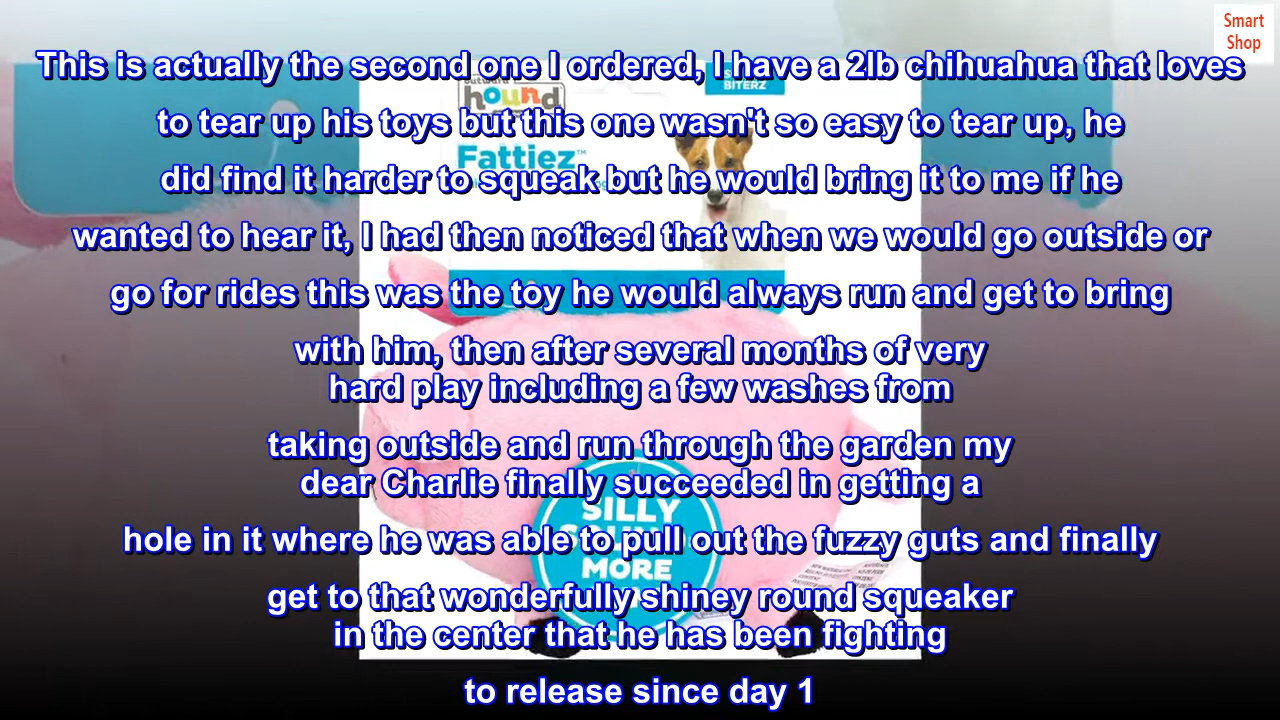 Smart
Shop
This is actually the second one I ordered, I have a 2lb chihuahua that loves
to tear up his toys but this one wasn't so easy to tear up, he
did find it harder to squeak but he would bring it to me if he
wanted to hear it, I had then noticed that when we would go outside or
go for rides this was the toy he would always run and get to bring
with him, then after several months of very
hard play including a few washes from
taking outside and run through the garden my
dear Charlie finally succeeded in getting a
hole in it where he was able to pull out the fuzzy guts and finally
get to that wonderfully shiney round squeaker
in the center that he has been fighting
to release since day 1
outward
hound
BITERZ
Fattiez™
SILLY
MORE